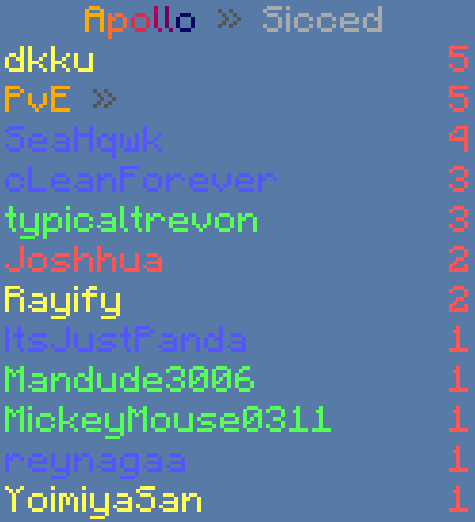 Apollo » Sicced
dkku 5
PvE » 5
SeaHqwk 4
cLeanForever 3
typicaltrevon 3
Joshhua 2
Rayify 2
ItsJustPanda 1
Mandude3006 1
MickeyMouse0311 1
reynagaa 1
YoimiyaSan 1